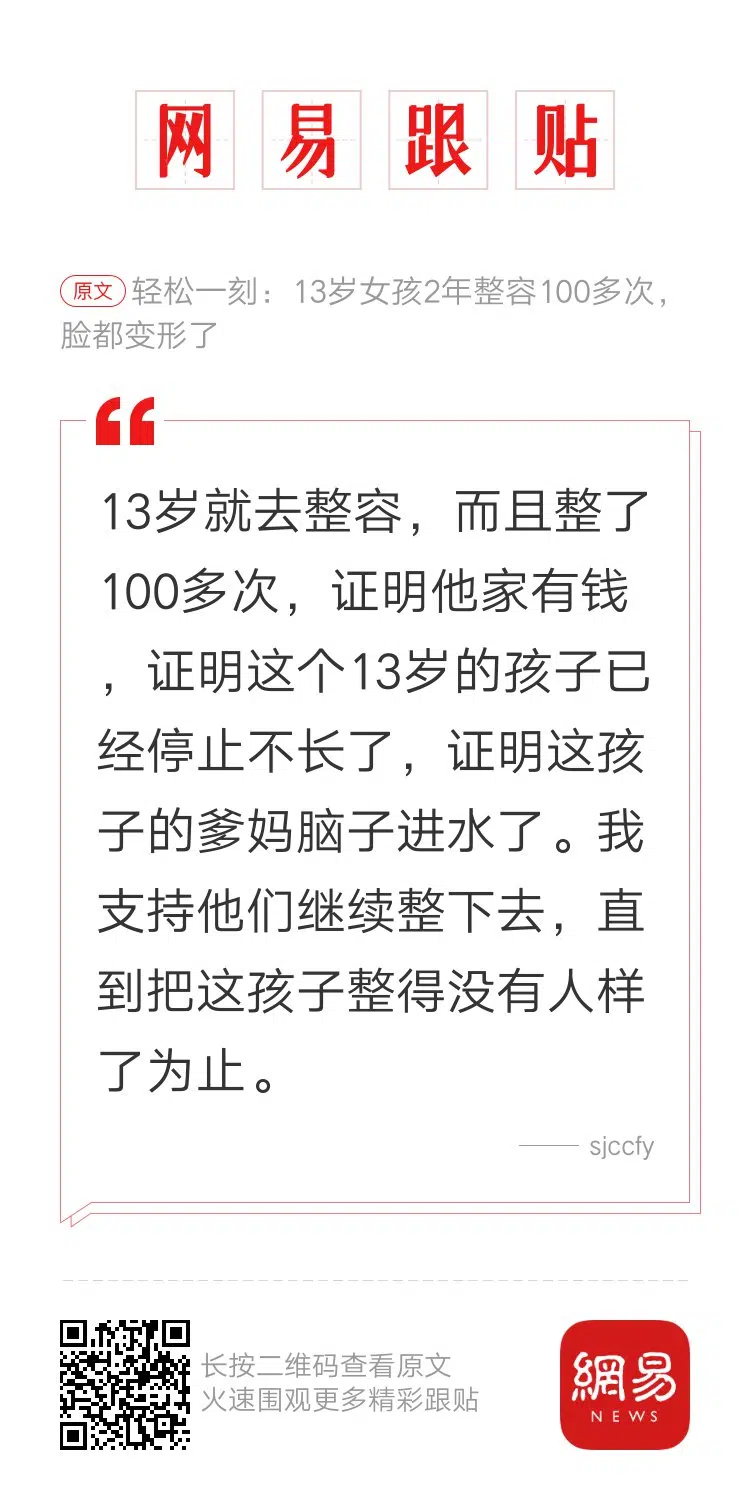 网易跟贴
原文 轻松一刻：13岁女孩2年整容100多次，
脸都变形了
13岁就去整容，而且整了
100多次，证明他家有钱
，证明这个13岁的孩子已
经停止不长了，证明这孩
子的爹妈脑子进水了。我
支持他们继续整下去，直
到把这孩子整得没有人样
了为止。
—— sjccfy
长按二维码查看原文
火速围观更多精彩跟贴
網易
NEWS